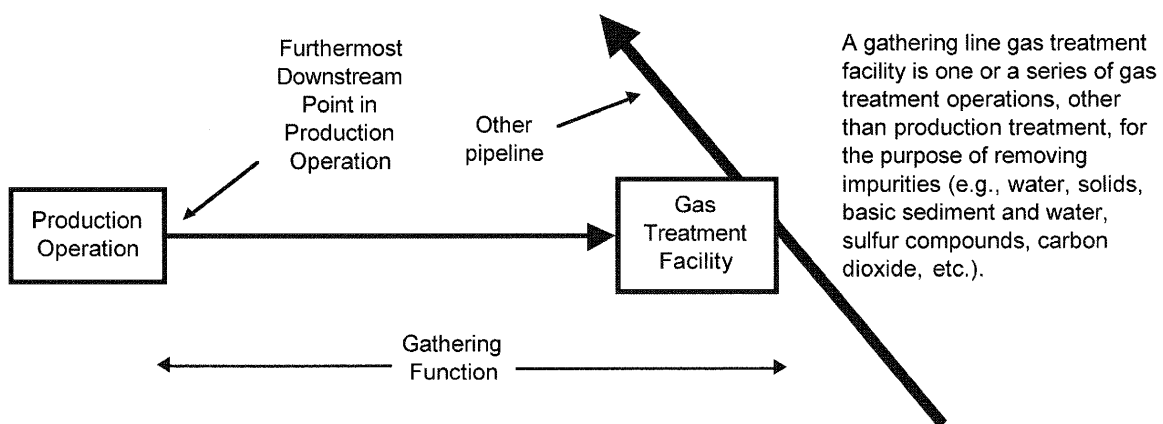 Furthermost
Downstream
Point in
Production
Operation
Other
pipeline
A gathering line gas treatment
facility is one or a series of gas
treatment operations, other
than production treatment, for
the purpose of removing
impurities (e.g., water, solids,
basic sediment and water,
sulfur compounds, carbon
dioxide, etc.).
Production
Operation
Gas
Treatment
Facility
Gathering
Function